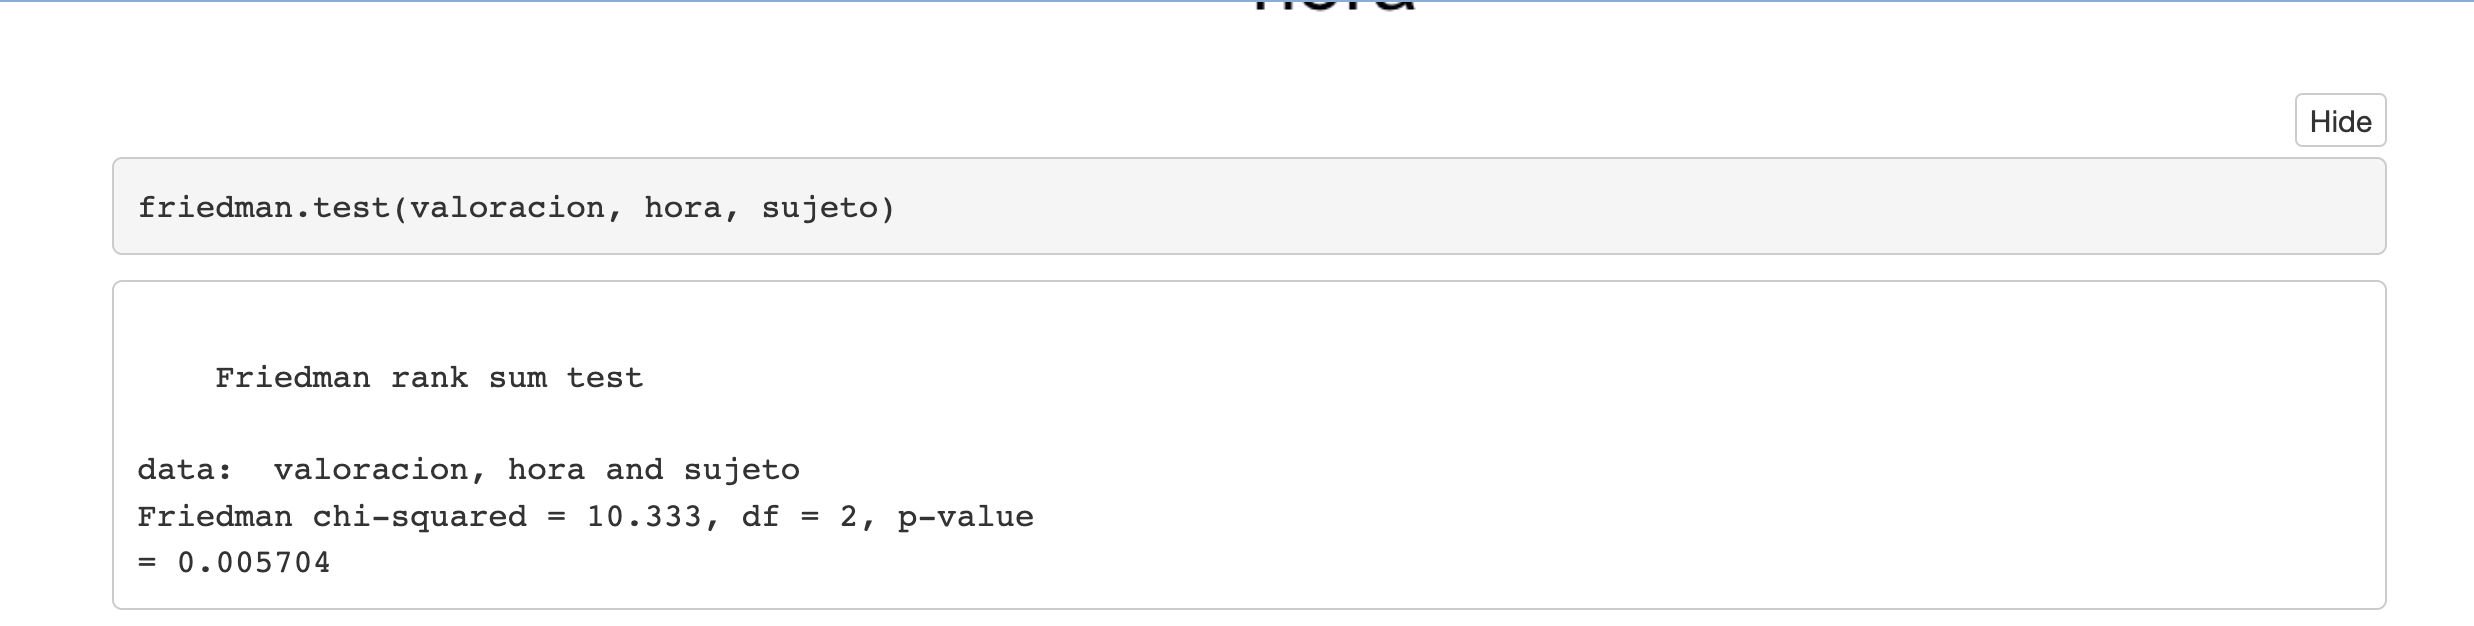 hora
Hide
friedman.test(valoracion, hora, sujeto)
Friedman rank sum test
data:  valoracion, hora and sujeto
Friedman chi-squared = 10.333, df = 2, p-value
= 0.005704